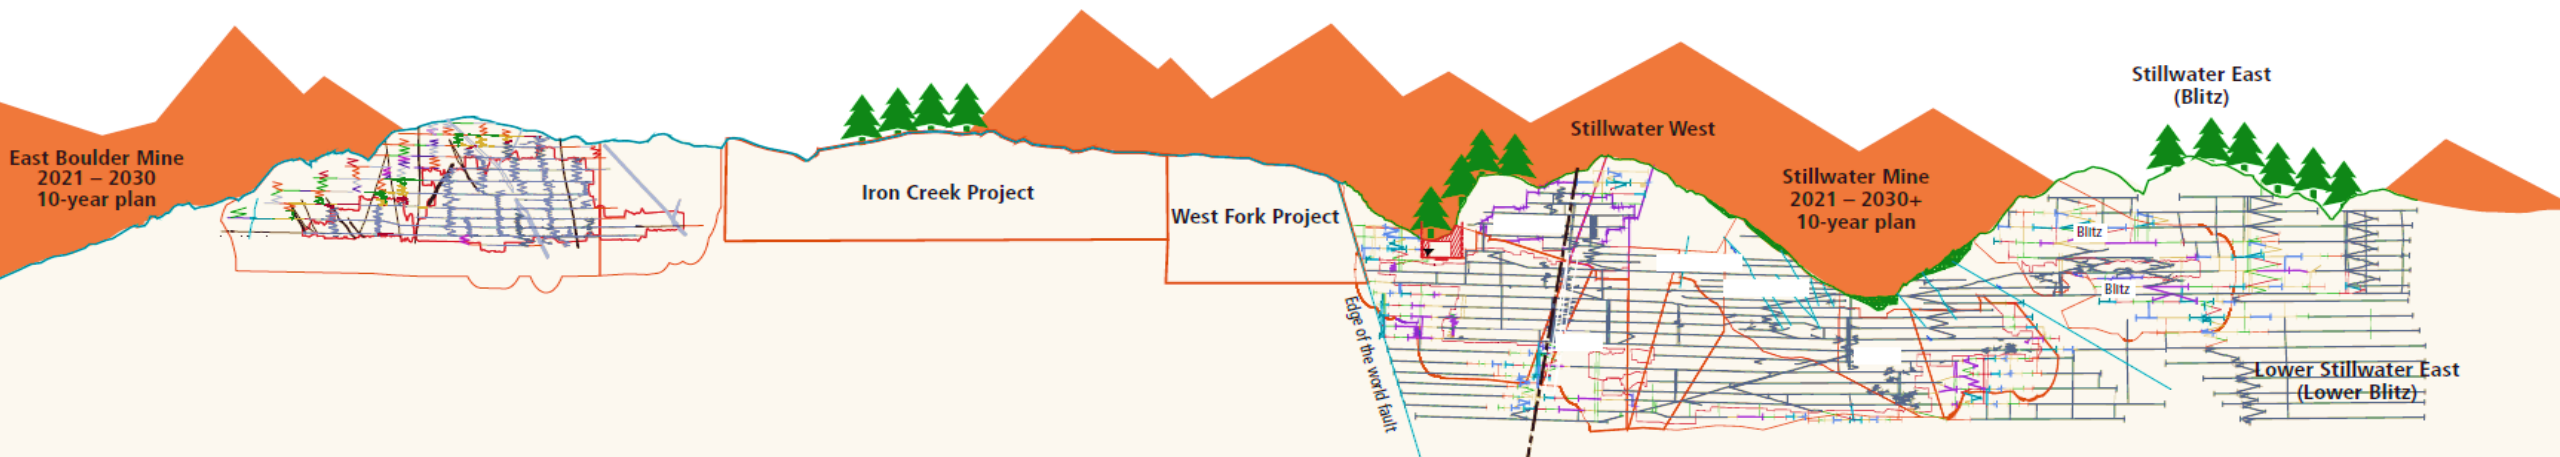 East Boulder Mine
2021 – 2030
10-year plan
Iron Creek Project
West Fork Project
Edge of the world fault
Stillwater West
Stillwater Mine
2021 – 2030+
10-year plan
Stillwater East
(Blitz)
Blitz
Blitz
Lower Stillwater East
(Lower Blitz)